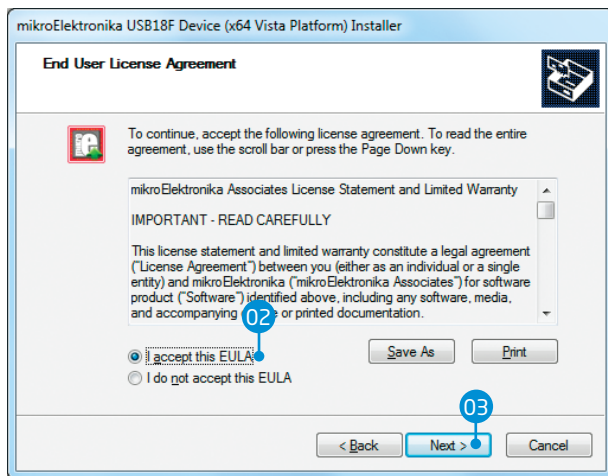 mikroElektronika USB18F Device (x64 Vista Platform) Installer
End User License Agreement
To continue, accept the following license agreement. To read the entire
agreement, use the scroll bar or press the Page Down key.
mikroElektronika Associates License Statement and Limited Warranty
IMPORTANT - READ CAREFULLY
This license statement and limited warranty constitute a legal agreement
("License Agreement") between you (either as an individual or a single
entity) and mikroElektronika ("mikroElektronika Associates") for software
product ("Software") identified above, including any software, media,
and accompanying or printed documentation.
02
I accept this EULA
Save As
Print
I do not accept this EULA
03
< Back
Next >
Cancel